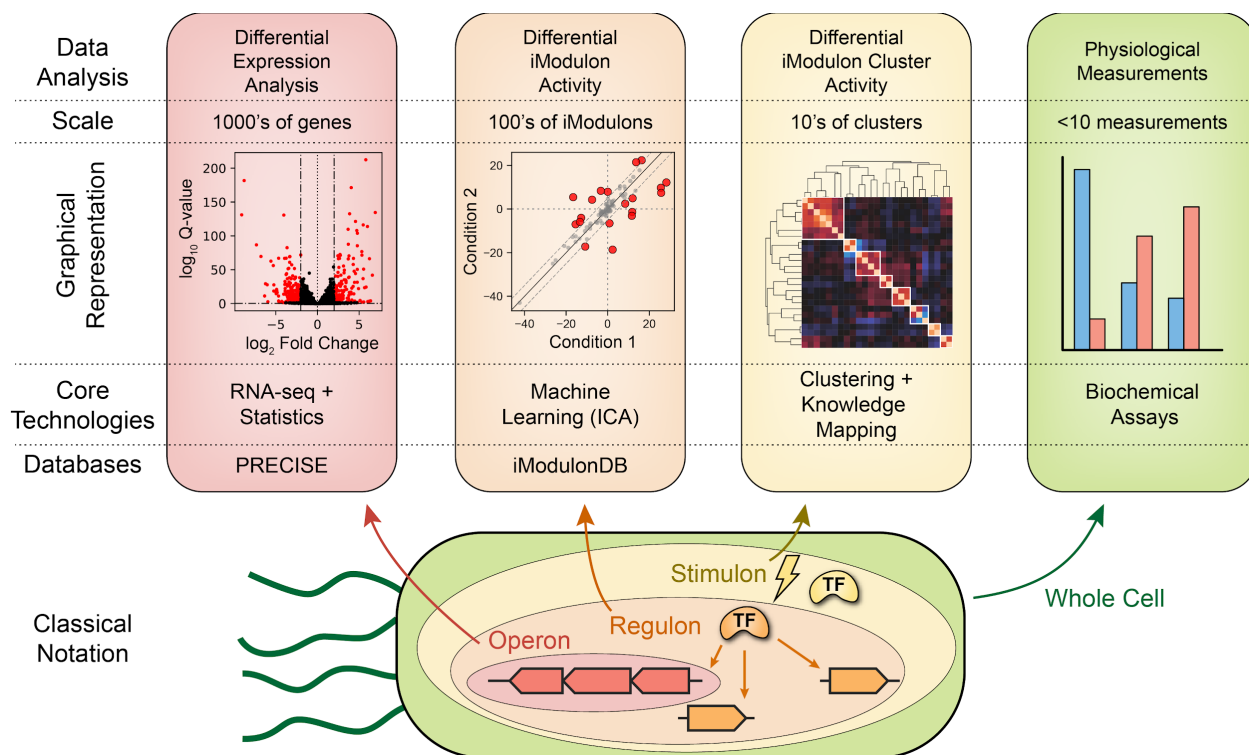 Data
Analysis
Differential
Expression
Analysis
Differential
iModulon
Activity
Differential
iModulon Cluster
Activity
Physiological
Measurements
Scale
1000's of genes
100's of iModulons
10's of clusters
<10 measurements
Graphical
Representation
log10 Q-value
200
150
100
50
0
−5
0
5
log2 Fold Change
Condition 2
20
0
−20
−40
−40
−20
0
20
Condition 1
Core
Technologies
RNA-seq +
Statistics
Machine
Learning (ICA)
Clustering +
Knowledge
Mapping
Biochemical
Assays
Databases
PRECISE
iModulonDB
Classical
Notation
Operon
Regulon
Stimulon
TF
TF
Whole Cell